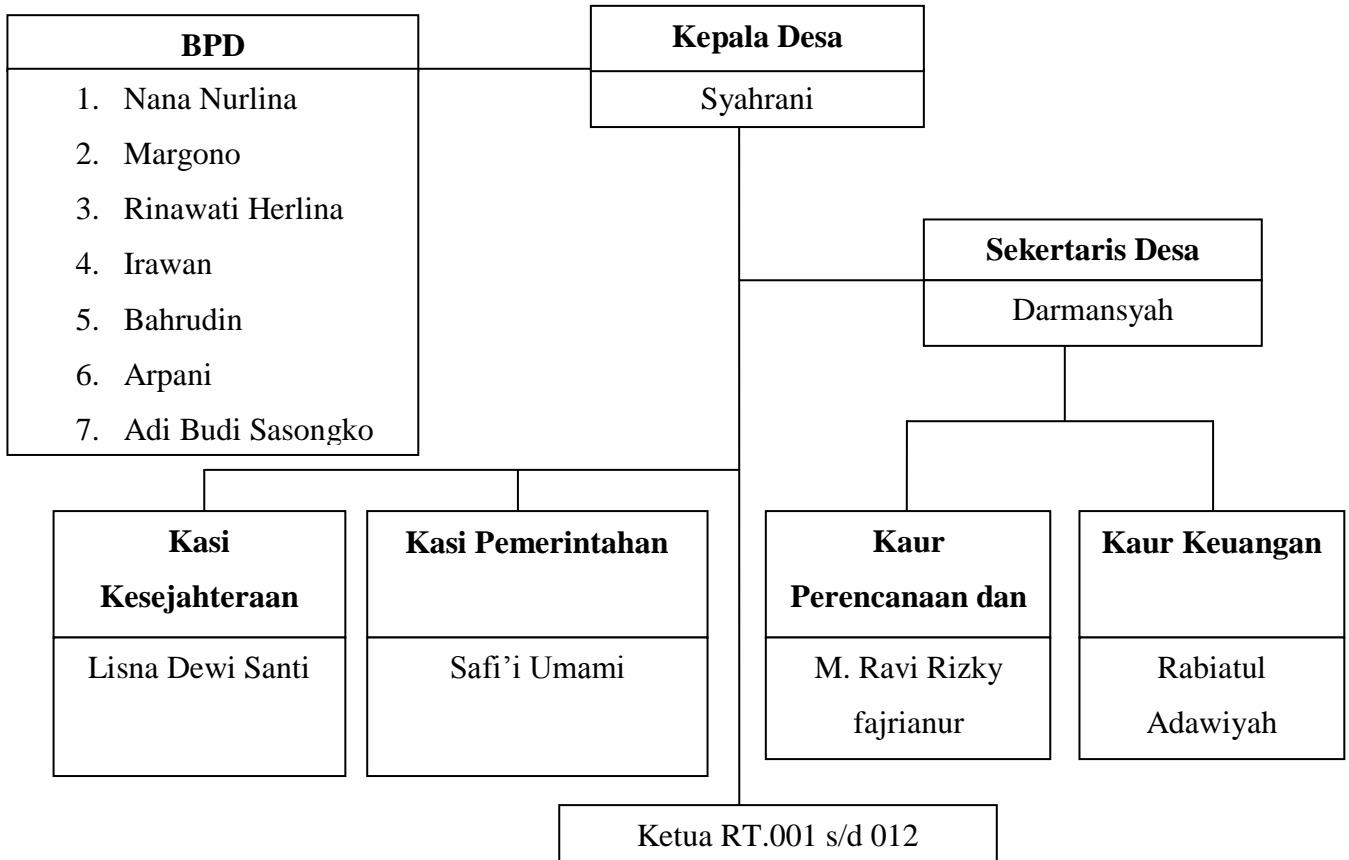 BPD
1. Nana Nurlina
2. Margono
3. Rinawati Herlina
4. Irawan
5. Bahrudin
6. Arpani
7. Adi Budi Sasongko
Kepala Desa
Syahrani
Sekertaris Desa
Darmansyah
Kasi
Kesejahteraan
Lisna Dewi Santi
Kasi Pemerintahan
Safi’i Umami
Kaur
Perencanaan dan
M. Ravi Rizky
fajrianur
Kaur Keuangan
Rabiatul
Adawiyah
Ketua RT.001 s/d 012